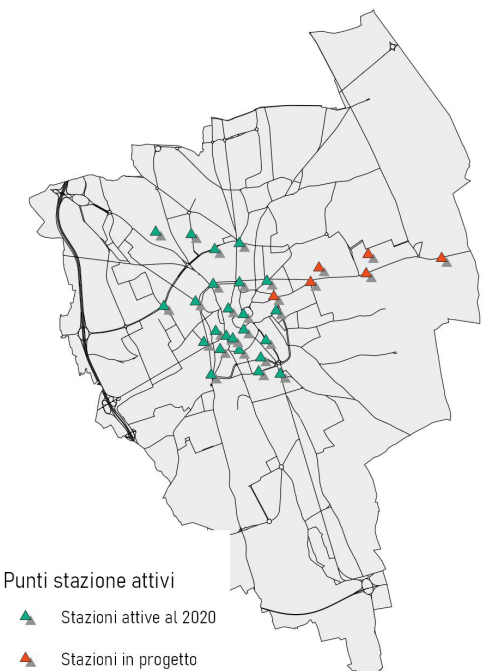 Punti stazione attivi
Stazioni attive al 2020
Stazioni in progetto